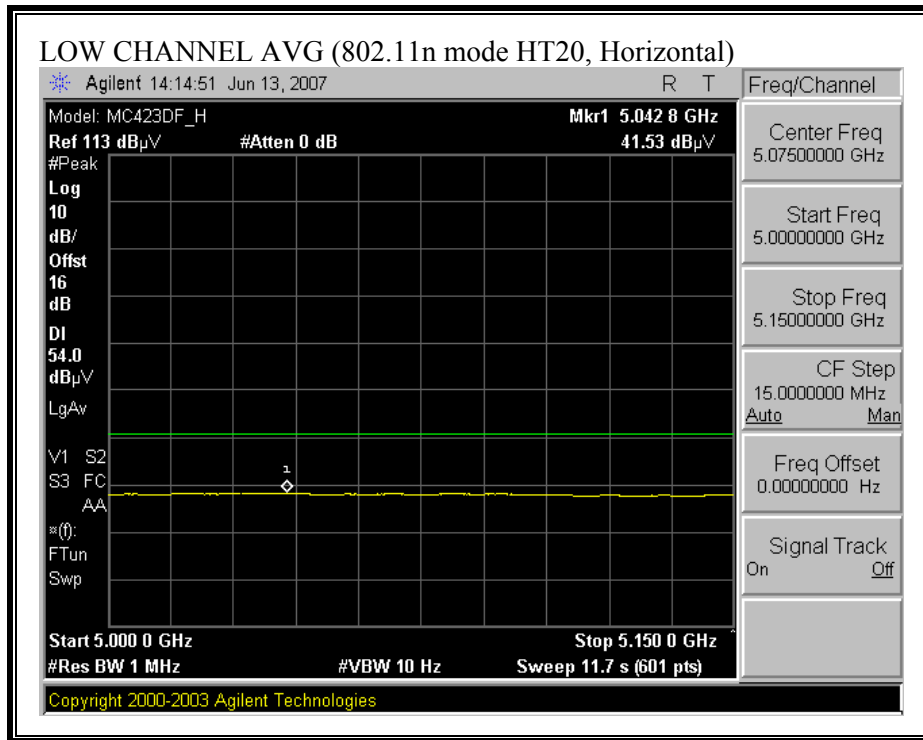 LOW CHANNEL AVG (802.11n mode HT20, Horizontal)
Agilent 14:14:51 Jun 13, 2007 R T
Model: MC423DF_H Mkr1 5.042 8 GHz
Ref 113 dBµV #Atten 0 dB 41.53 dBµV
#Peak
Log
10
dB/
Offst
16
dB
DI
54.0
dBµV
LgAv
V1 S2
S3 FC
AA
¤(f):
FTun
Swp
1
Start 5.000 0 GHz Stop 5.150 0 GHz ^
#Res BW 1 MHz #VBW 10 Hz Sweep 11.7 s (601 pts)
Copyright 2000-2003 Agilent Technologies
Freq/Channel
Center Freq
5.07500000 GHz
Start Freq
5.00000000 GHz
Stop Freq
5.15000000 GHz
CF Step
15.0000000 MHz
Auto Man
Freq Offset
0.00000000 Hz
Signal Track
On Off